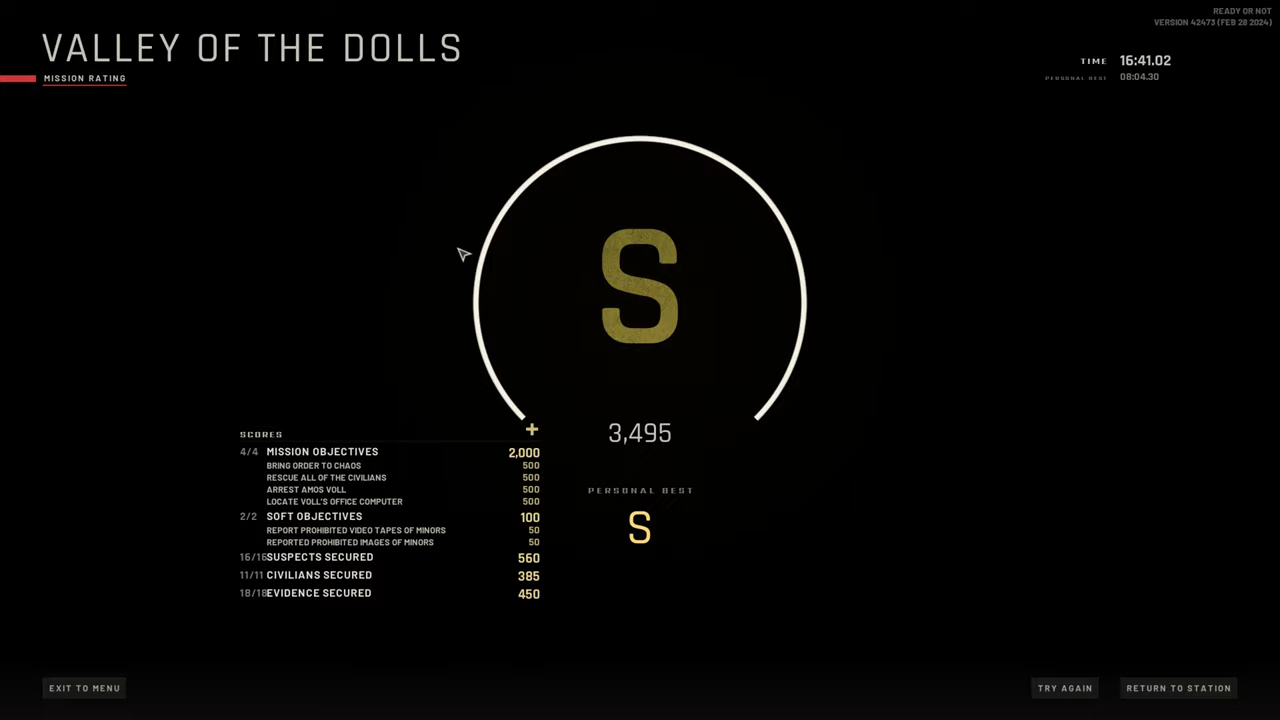 READY OR NOT
VERSION 42473 (FEB 28 2024)
VALLEY OF THE DOLLS
MISSION RATING
TIME 16:41.02
PERSONAL BEST 08:04.30
S
3,495
PERSONAL BEST
S
SCORES +
4/4 MISSION OBJECTIVES 2,000
BRING ORDER TO CHAOS 500
RESCUE ALL OF THE CIVILIANS 500
ARREST AMOS VOLL 500
LOCATE VOLL'S OFFICE COMPUTER 500
2/2 SOFT OBJECTIVES 100
REPORT PROHIBITED VIDEO TAPES OF MINORS 50
REPORTED PROHIBITED IMAGES OF MINORS 50
16/16 SUSPECTS SECURED 560
11/11 CIVILIANS SECURED 385
18/18 EVIDENCE SECURED 450
EXIT TO MENU
TRY AGAIN
RETURN TO STATION